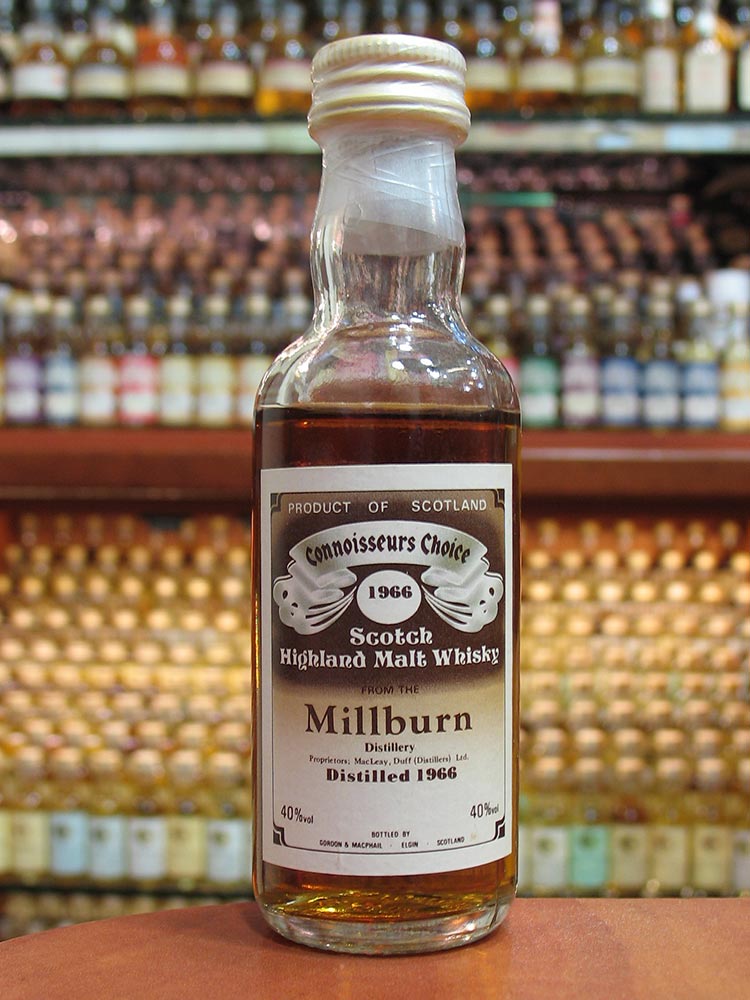 PRODUCT OF SCOTLAND
Connoisseurs Choice
1966
Scotch
Highland Malt Whisky
FROM THE
Millburn
Distillery
Proprietors; MacLeay, Duff (Distillers) Ltd.
Distilled 1966
40%vol 40%vol
BOTTLED BY
GORDON & MACPHAIL · ELGIN · SCOTLAND